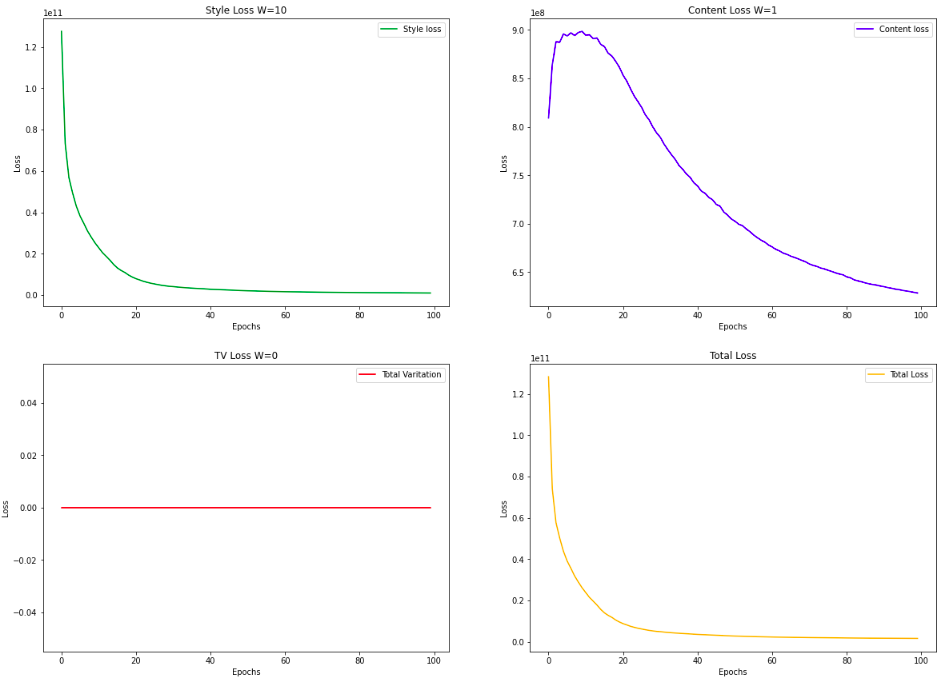 Style Loss W=10
1e11
Style loss
1.2
1.0
0.8
0.6
0.4
0.2
0.0
Loss
0 20 40 60 80 100
Epochs
Content Loss W=1
1e8
Content loss
9.0
8.5
8.0
7.5
7.0
6.5
Loss
0 20 40 60 80 100
Epochs
TV Loss W=0
Total Varitation
0.04
0.02
0.00
−0.02
−0.04
Loss
0 20 40 60 80 100
Epochs
Total Loss
1e11
Total Loss
1.2
1.0
0.8
0.6
0.4
0.2
0.0
Loss
0 20 40 60 80 100
Epochs